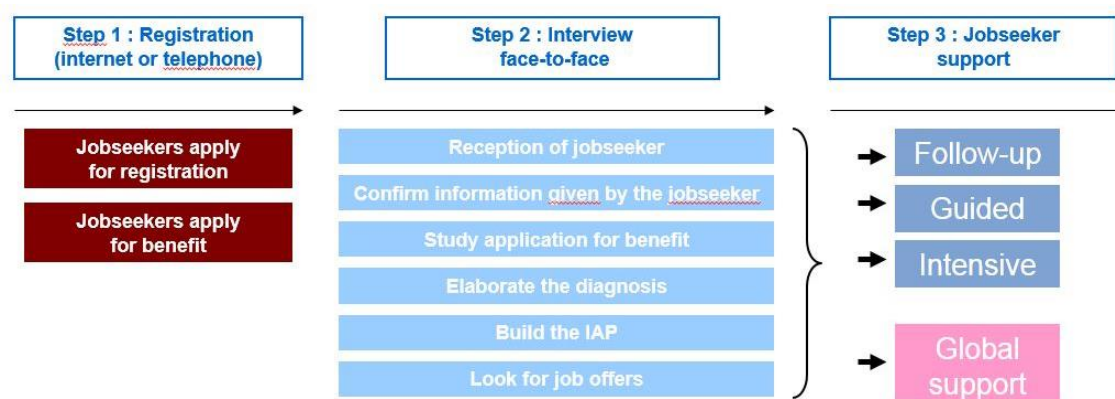 Step 1 : Registration
(internet or telephone)
Step 2 : Interview
face-to-face
Step 3 : Jobseeker
support
Jobseekers apply
for registration
Jobseekers apply
for benefit
Reception of jobseeker
Confirm information given by the jobseeker
Study application for benefit
Elaborate the diagnosis
Build the IAP
Look for job offers
Follow-up
Guided
Intensive
Global
support